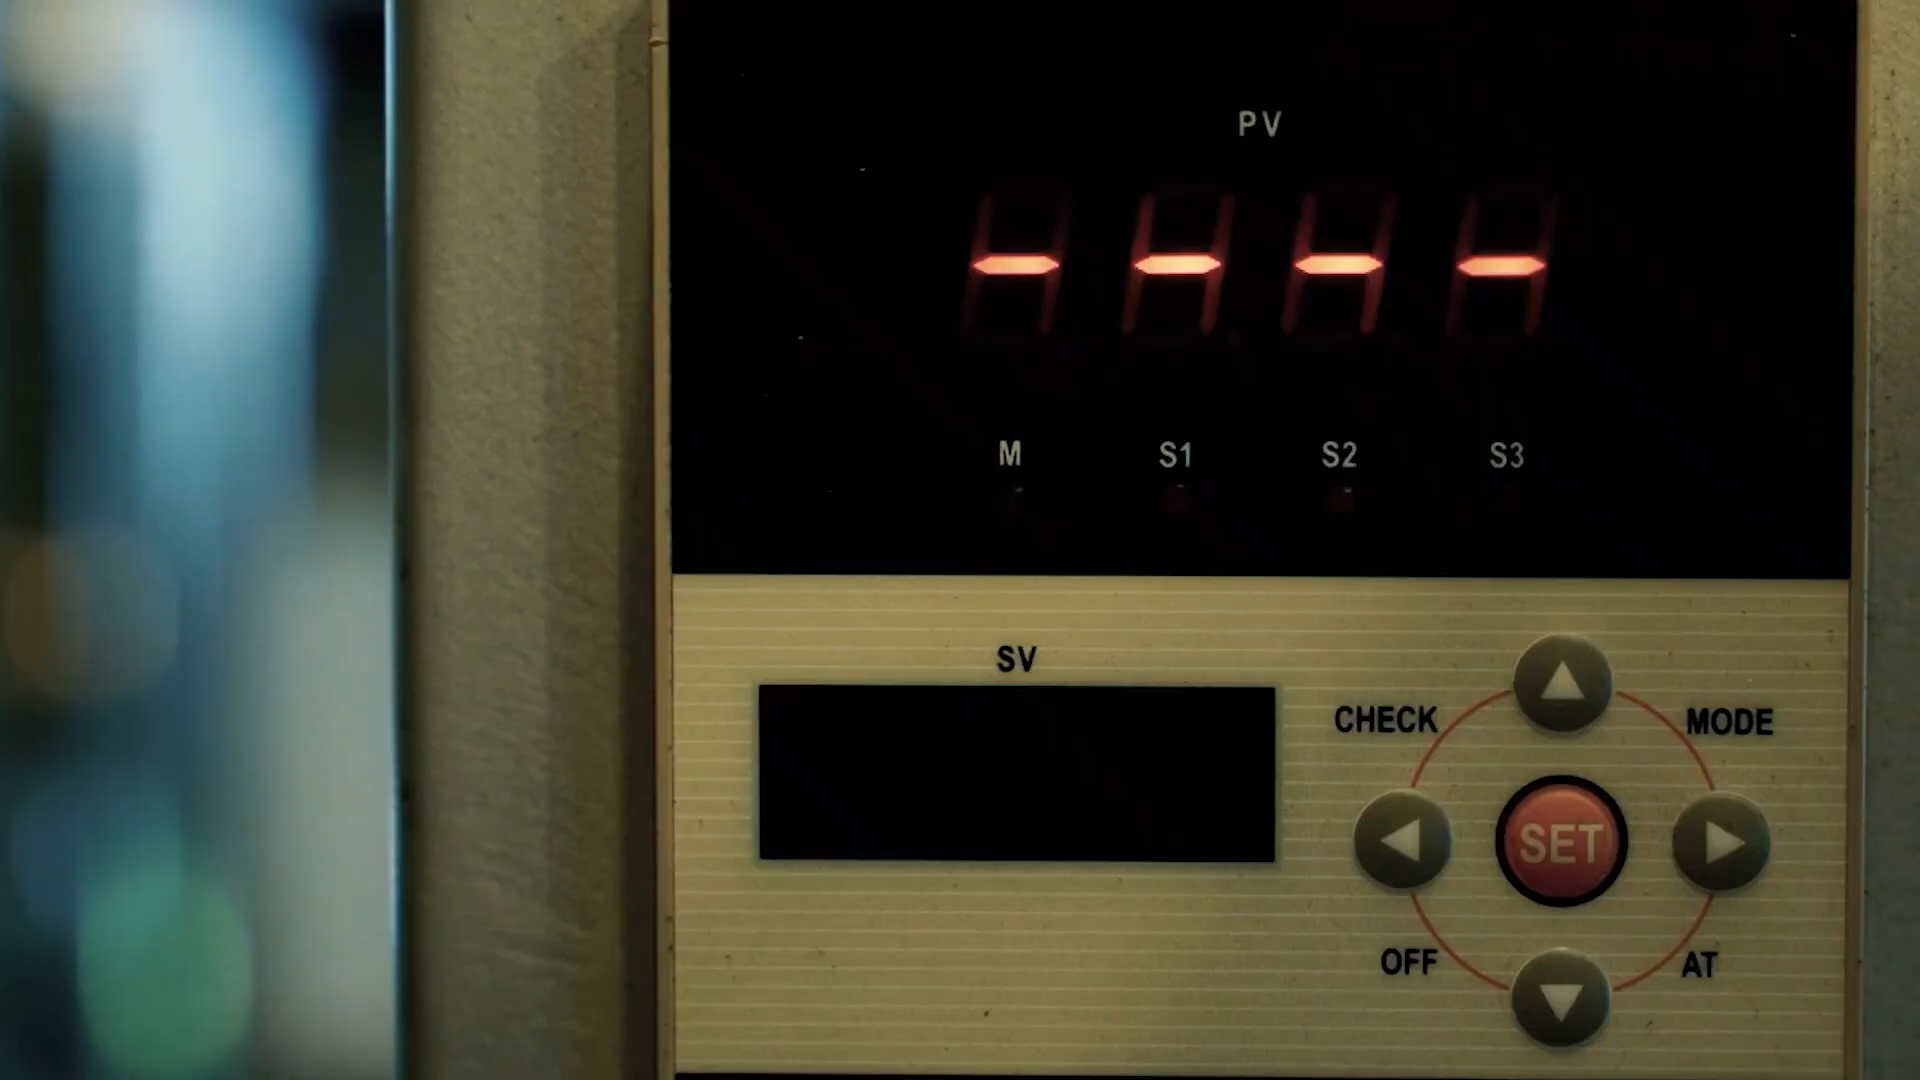 PV
----
M S1 S2 S3
SV
CHECK MODE
SET
OFF AT